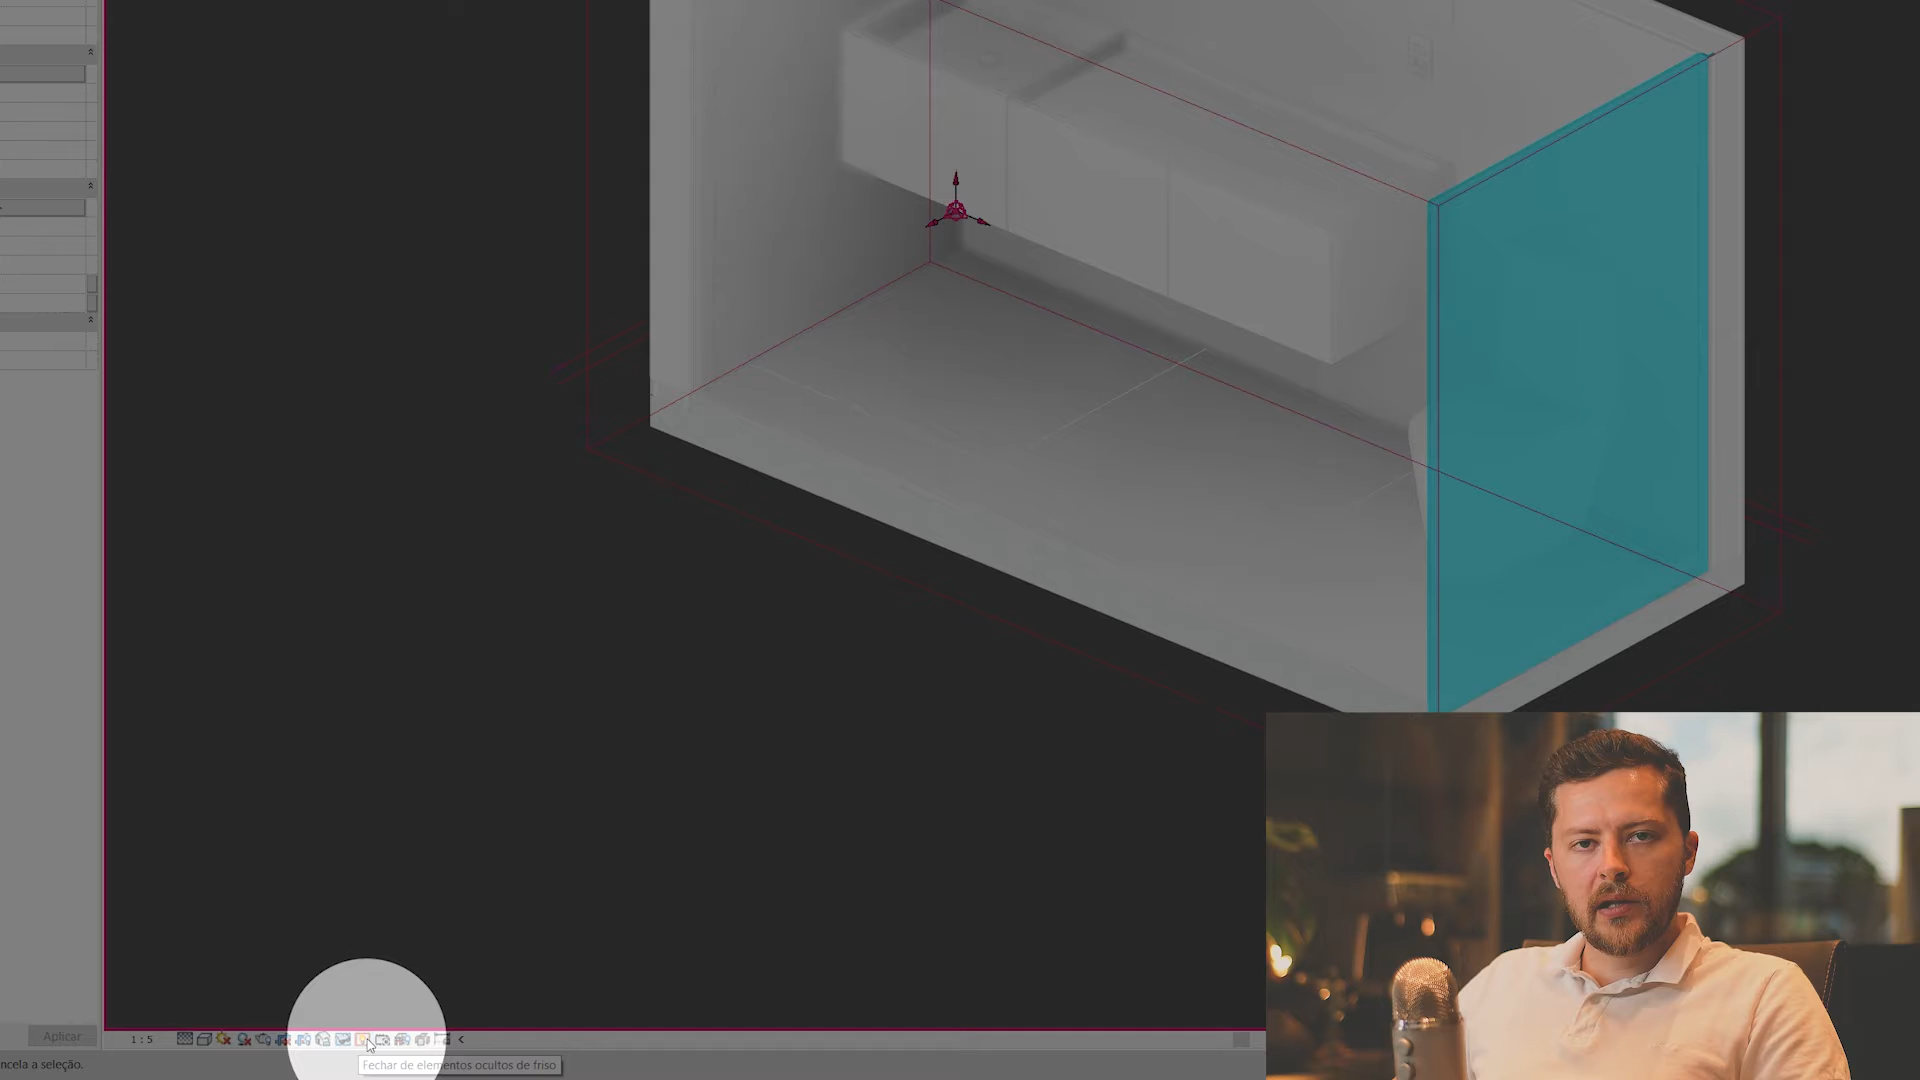 Aplicar
1 : 5
ncela a seleção.
Fechar de elementos ocultos de friso